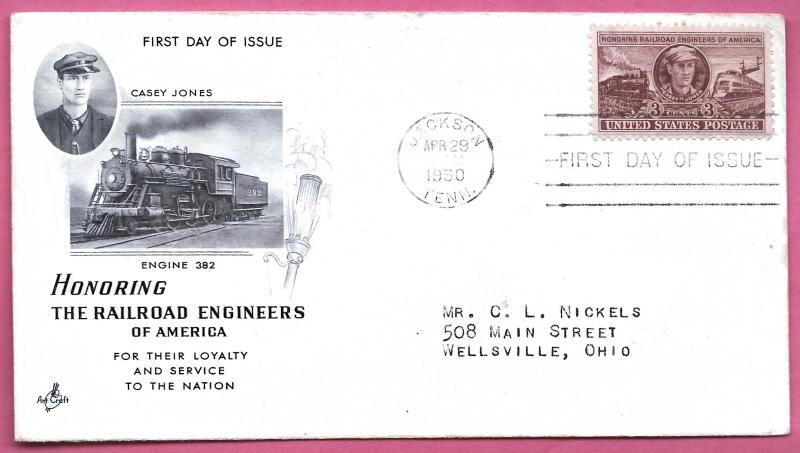 FIRST DAY OF ISSUE
CASEY JONES
382
ENGINE 382
HONORING
THE RAILROAD ENGINEERS
OF AMERICA
FOR THEIR LOYALTY
AND SERVICE
TO THE NATION
Art Craft
JACKSON
APR 29
1950
TENN.
FIRST DAY OF ISSUE
HONORING RAILROAD ENGINEERS OF AMERICA
CASEY JONES
3 CENTS 3
UNITED STATES POSTAGE
MR. C. L. NICKELS
508 MAIN STREET
WELLSVILLE, OHIO